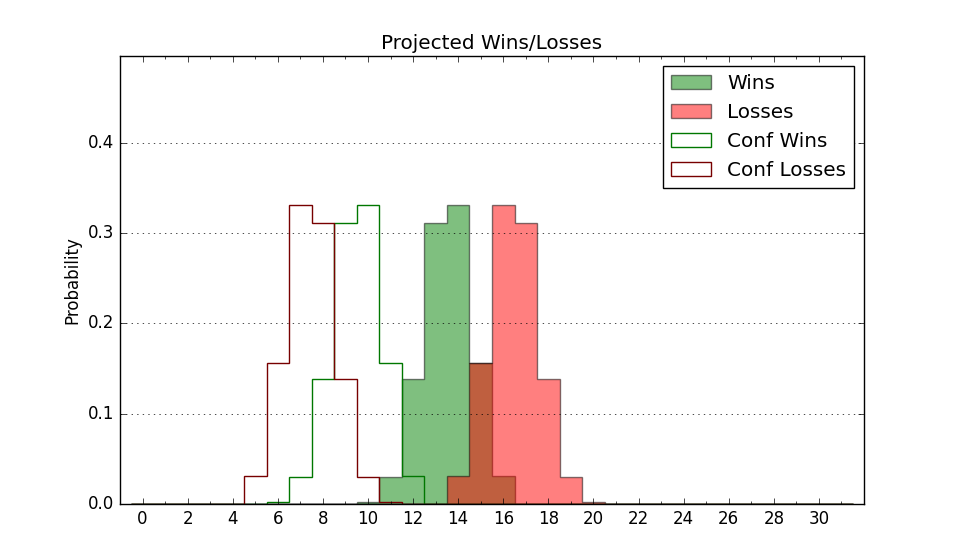 Projected Wins/Losses
Wins
Losses
Conf Wins
Conf Losses
Probability
0.4
0.3
0.2
0.1
0.0
0 2 4 6 8 10 12 14 16 18 20 22 24 26 28 30